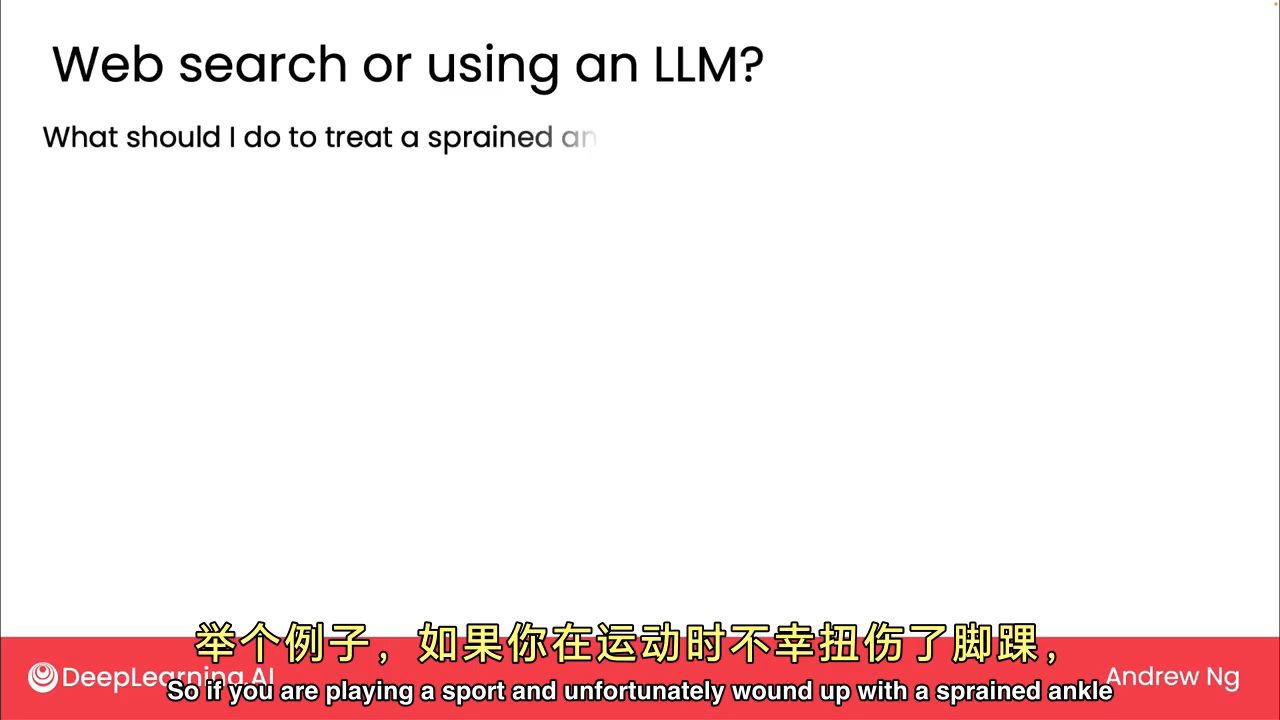 Web search or using an LLM?
What should I do to treat a sprained an
举个例子，如果你在运动时不幸扭伤了脚踝，
DeepLearning.AI
So if you are playing a sport and unfortunately wound up with a sprained ankle
Andrew Ng